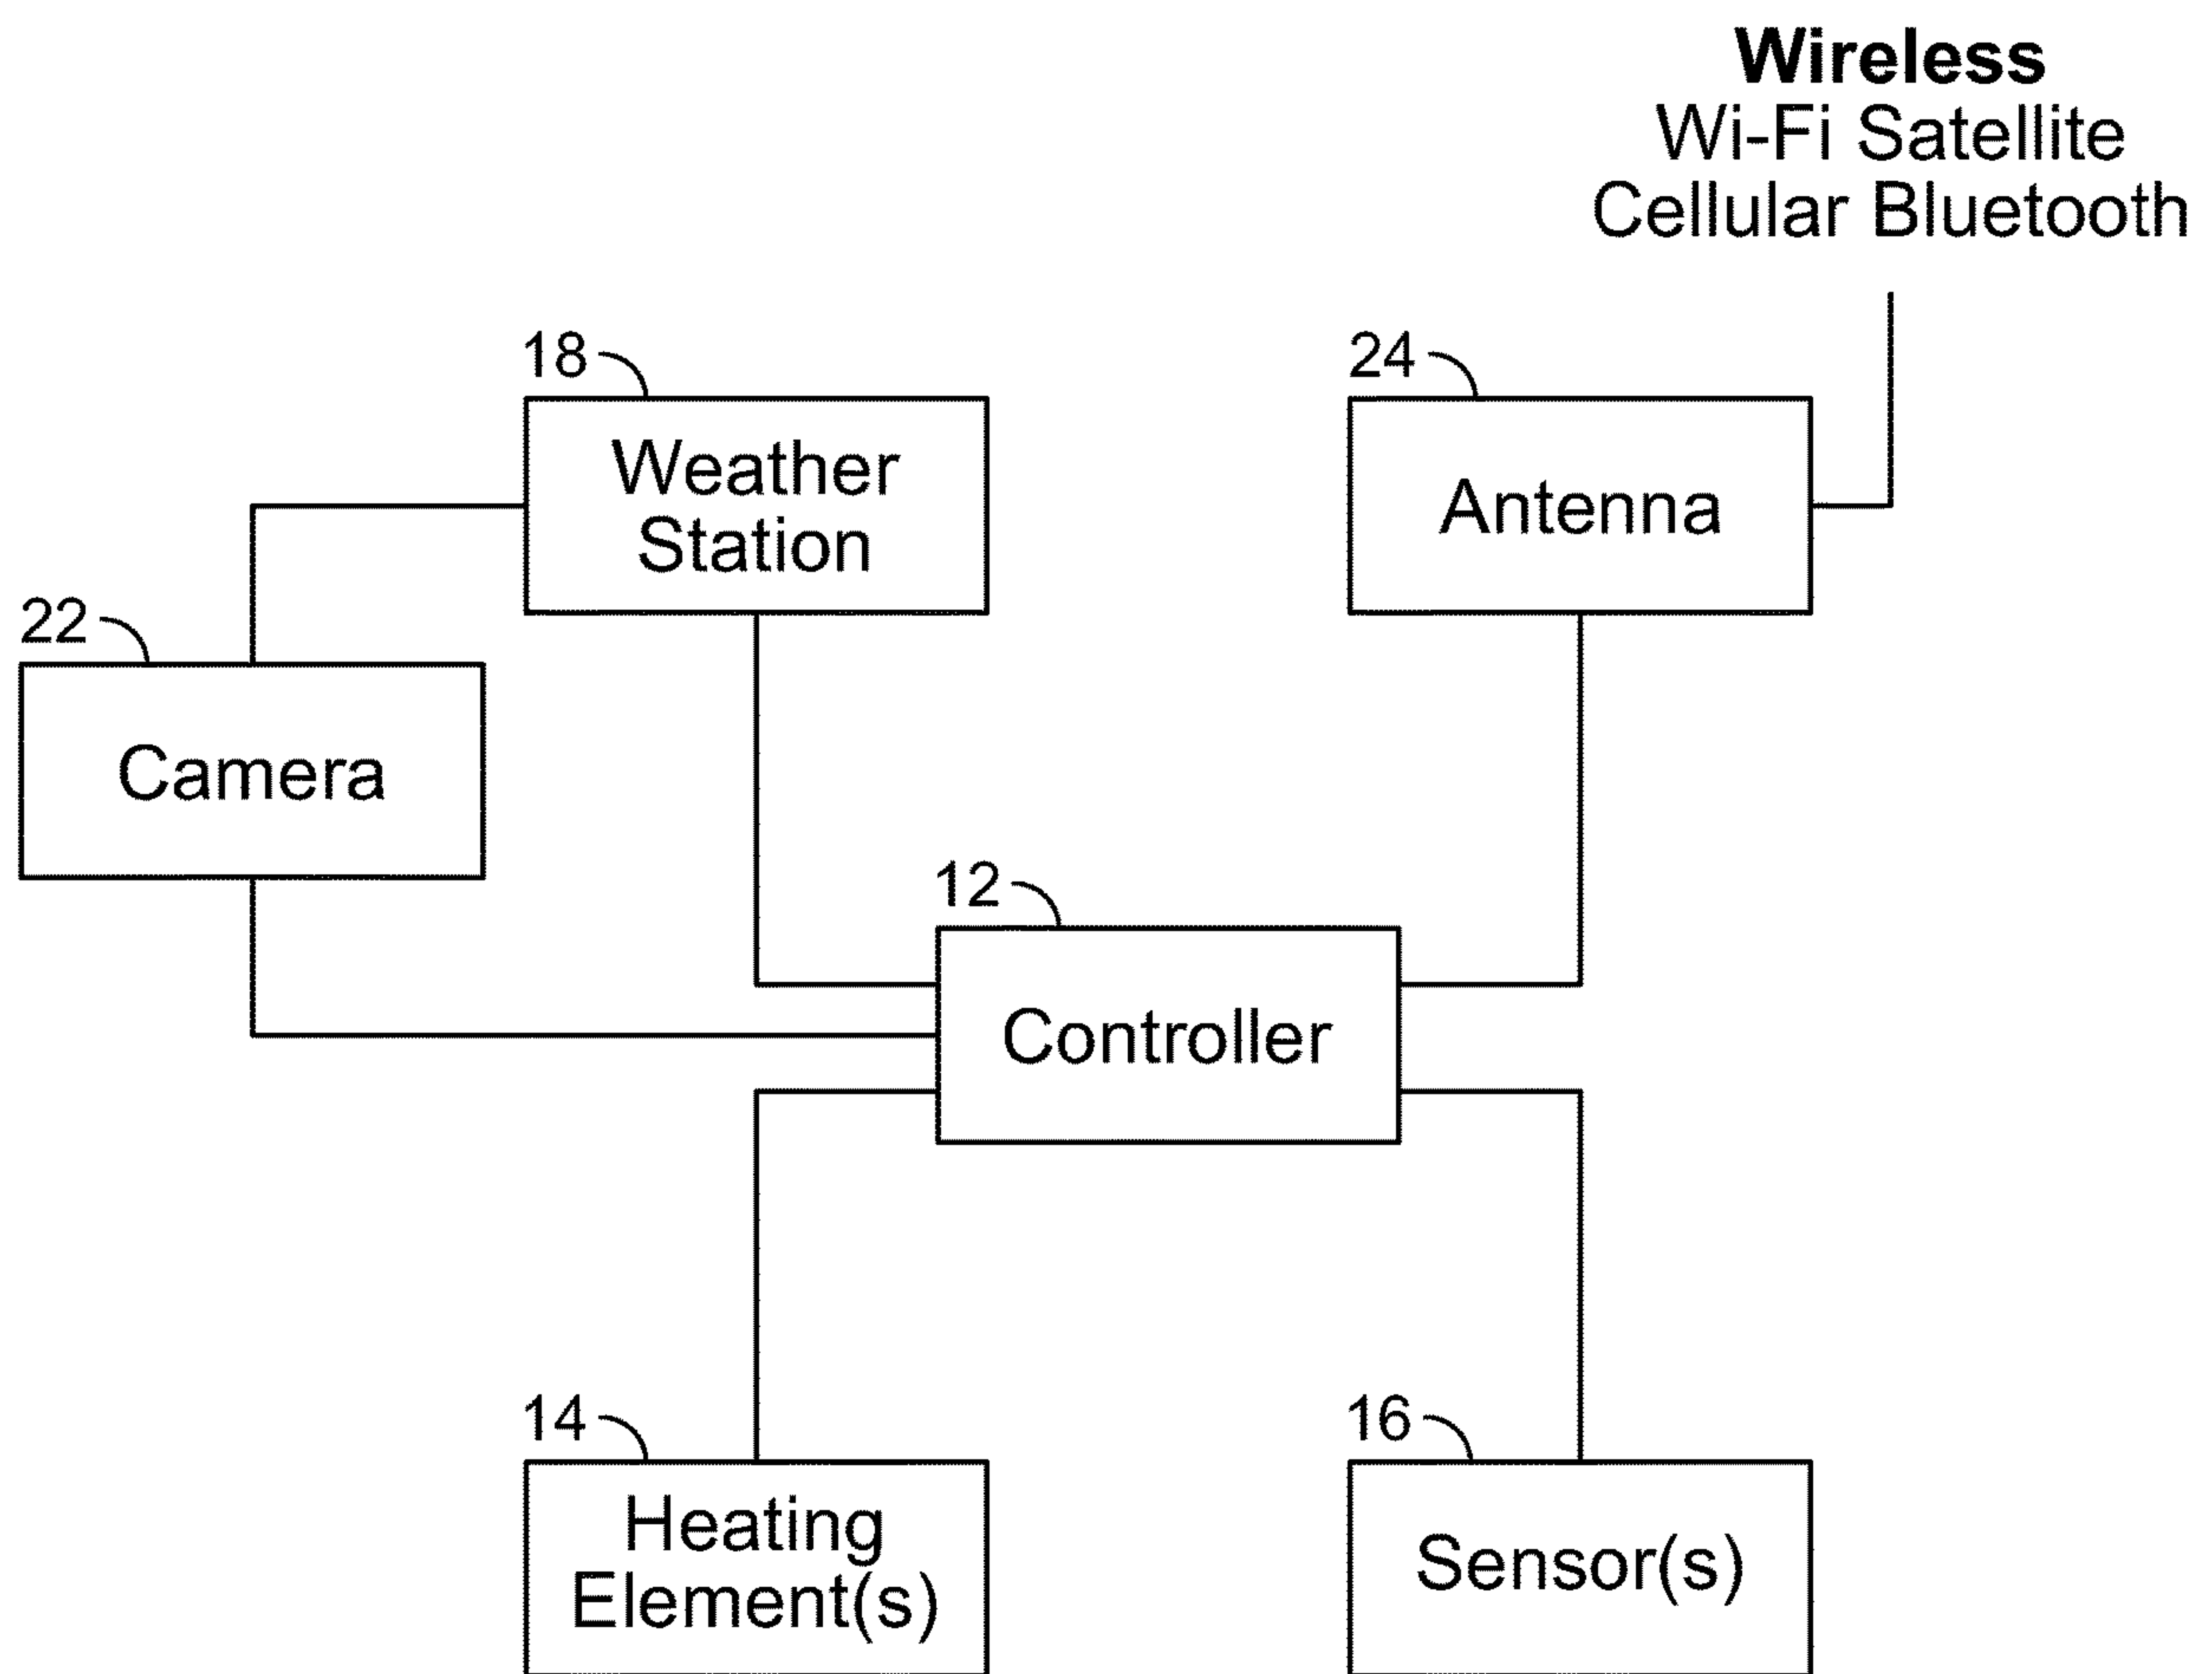 Wireless
Wi-Fi Satellite
Cellular Bluetooth
18
24
Weather
Station
Antenna
22
Camera
12
Controller
14
16
Heating
Element(s)
Sensor(s)